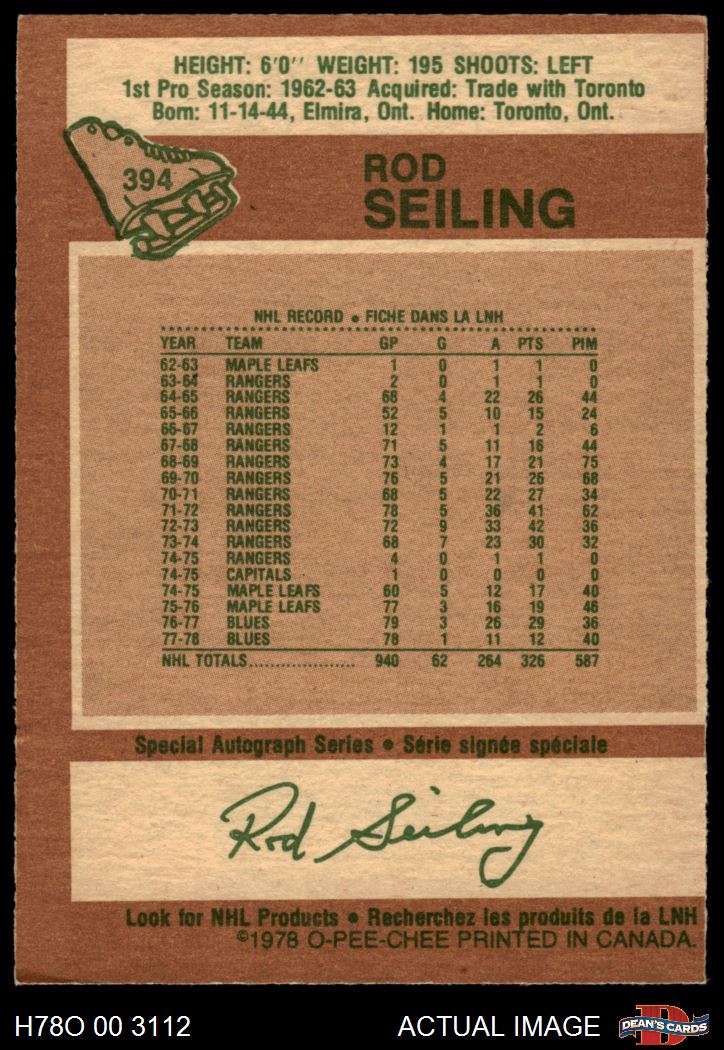 HEIGHT: 6'0'' WEIGHT: 195 SHOOTS: LEFT
1st Pro Season: 1962-63 Acquired: Trade with Toronto
Born: 11-14-44, Elmira, Ont. Home: Toronto, Ont.
394
ROD
SEILING
NHL RECORD • FICHE DANS LA LNH
YEAR TEAM GP G A PTS PIM
62-63 MAPLE LEAFS 1 0 1 1 0
63-64 RANGERS 2 0 1 1 0
64-65 RANGERS 68 4 22 26 44
65-66 RANGERS 52 5 10 15 24
66-67 RANGERS 12 1 1 2 6
67-68 RANGERS 71 5 11 16 44
68-69 RANGERS 73 4 17 21 75
69-70 RANGERS 76 5 21 26 68
70-71 RANGERS 68 5 22 27 34
71-72 RANGERS 78 5 36 41 62
72-73 RANGERS 72 9 33 42 36
73-74 RANGERS 68 7 23 30 32
74-75 RANGERS 4 0 1 1 0
74-75 CAPITALS 1 0 0 0 0
74-75 MAPLE LEAFS 60 5 12 17 40
75-76 MAPLE LEAFS 77 3 16 19 46
76-77 BLUES 79 3 26 29 36
77-78 BLUES 78 1 11 12 40
NHL TOTALS..................... 940 62 264 326 587
Special Autograph Series • Série signée spéciale
Rod Seiling
Look for NHL Products • Recherchez les produits de la LNH
©1978 O-PEE-CHEE PRINTED IN CANADA.
H78O 00 3112 ACTUAL IMAGE
D
DEAN'S CARDS